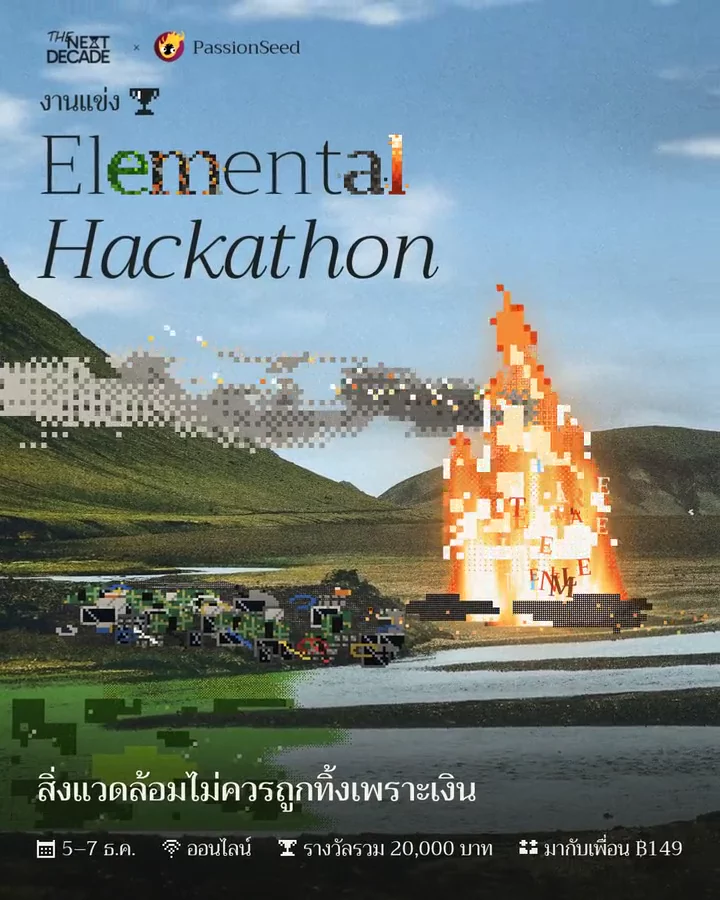 THE NEXT DECADE × PassionSeed
งานแข่ง
Elemental
Hackathon
สิ่งแวดล้อมไม่ควรถูกทิ้งเพราะเงิน
5–7 ธ.ค. ออนไลน์ รางวัลรวม 20,000 บาท มากับเพื่อน ฿149